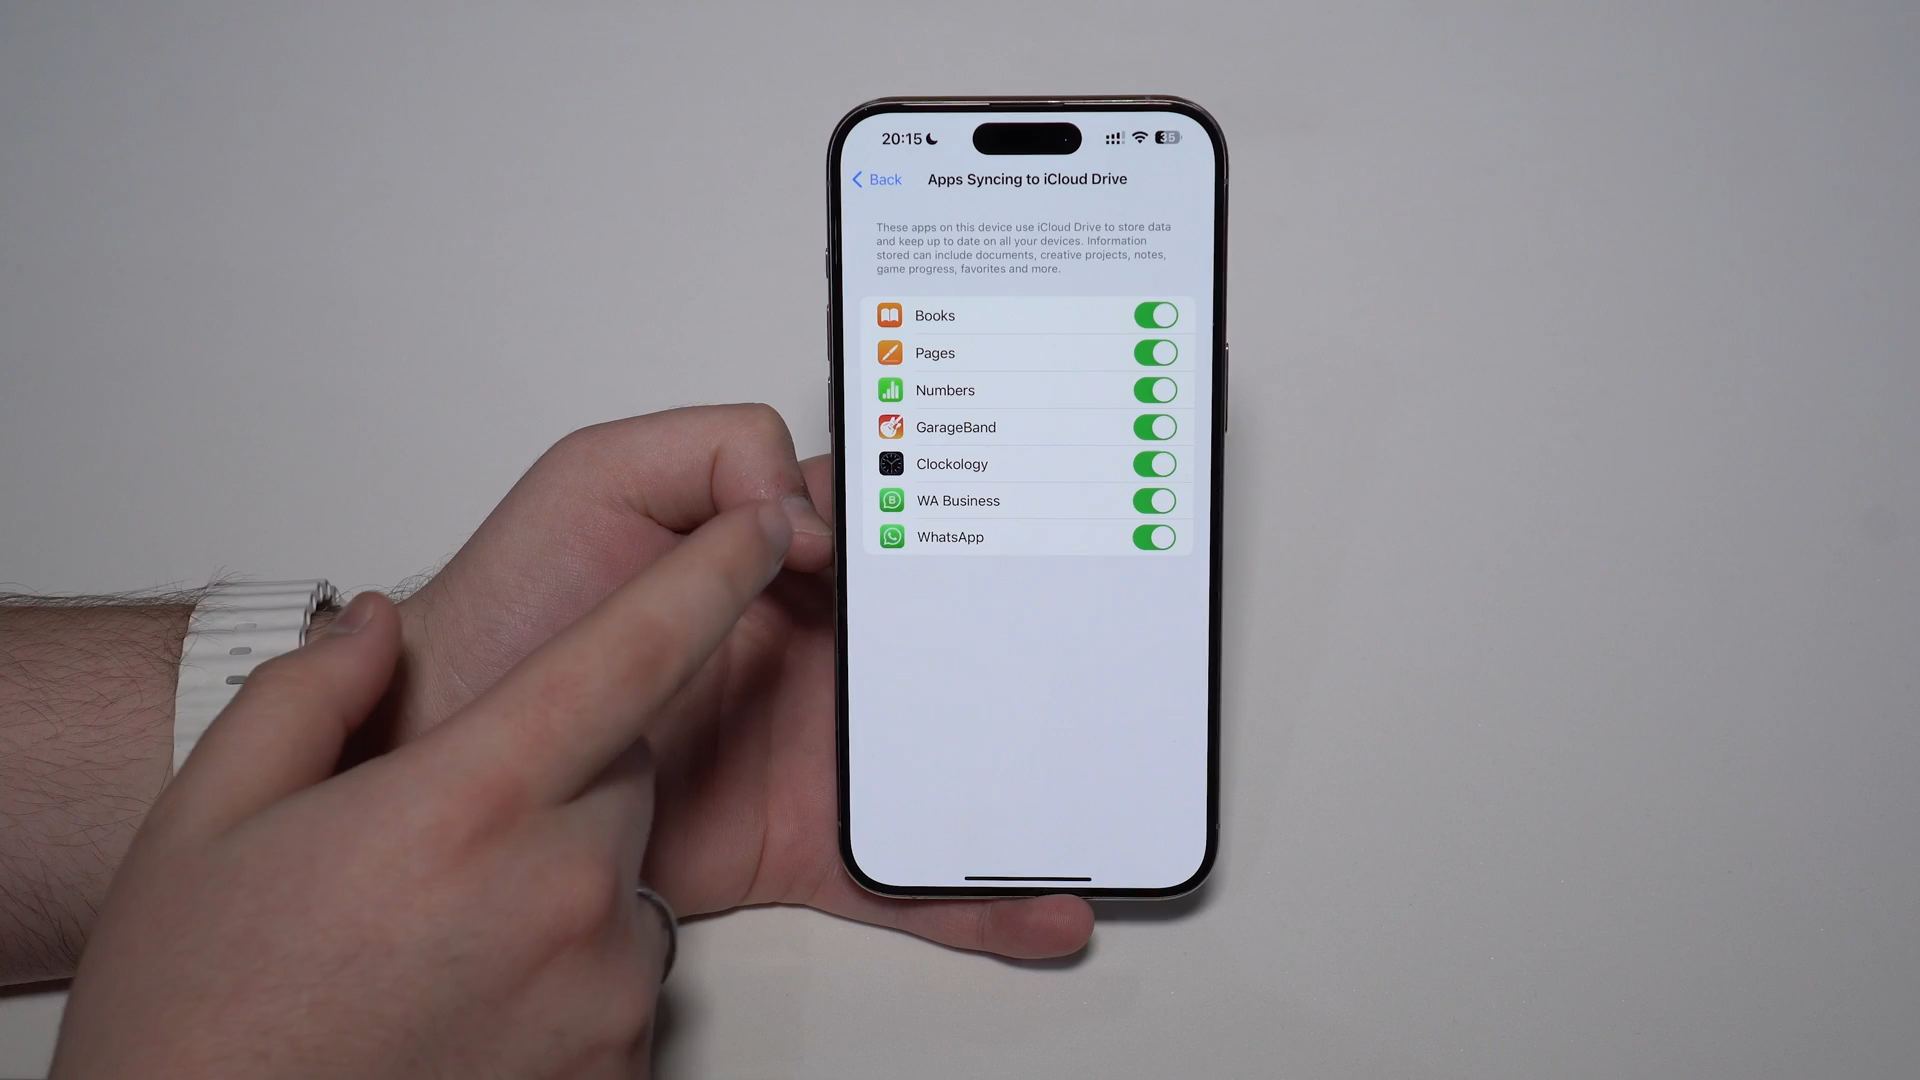 20:15
35
Back
Apps Syncing to iCloud Drive
These apps on this device use iCloud Drive to store data
and keep up to date on all your devices. Information
stored can include documents, creative projects, notes,
game progress, favorites and more.
Books
Pages
Numbers
GarageBand
Clockology
WA Business
WhatsApp